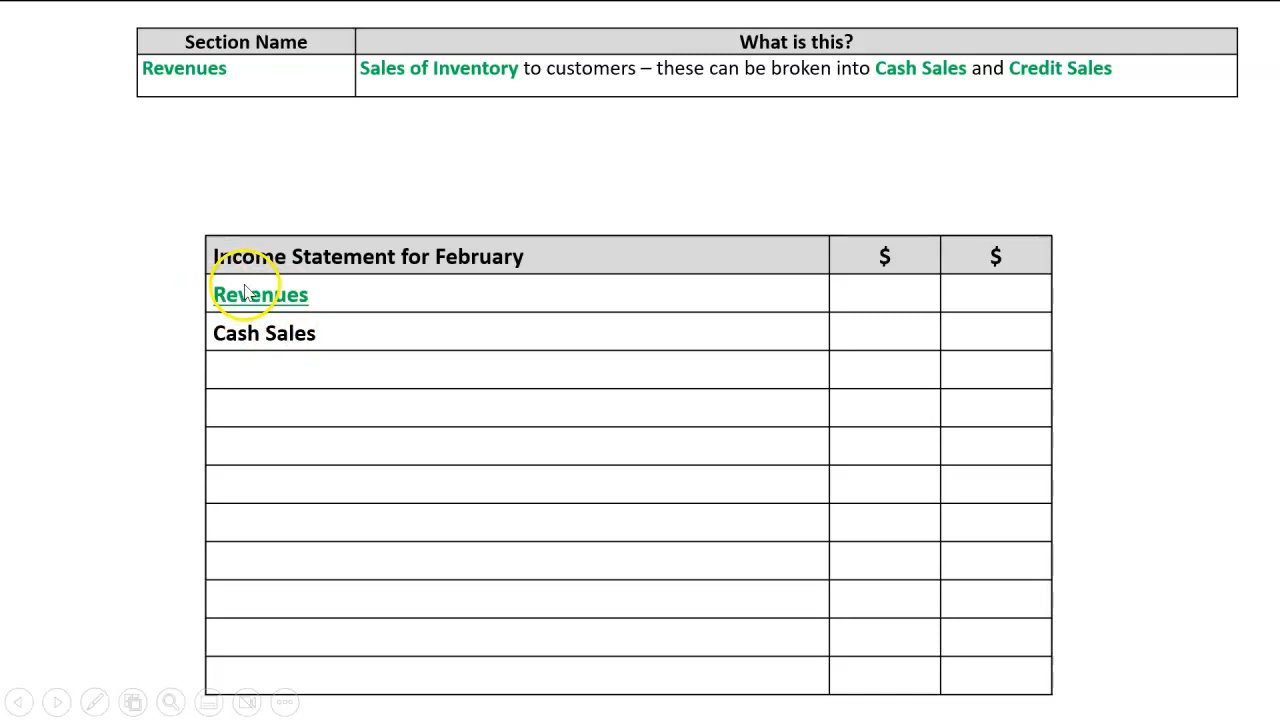 Section Name
What is this?
Revenues
Sales of Inventory to customers – these can be broken into Cash Sales and Credit Sales
Income Statement for February
$
$
Revenues
Cash Sales